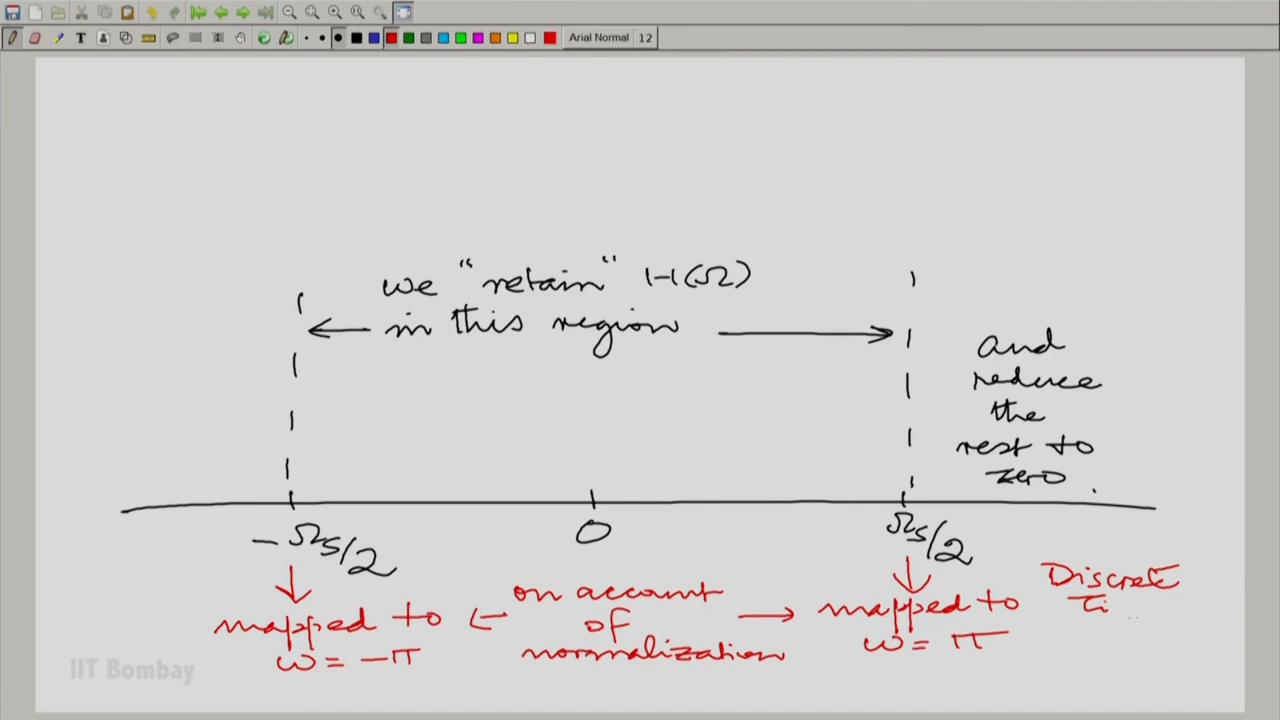 Arial Normal 12
we "retain" H(Ω)
in this region
and
reduce
the
rest to
zero.
-Ωs/2
0
Ωs/2
mapped to
ω = -π
on account
of
normalization
mapped to
ω = π
Discrete
Ti
IIT Bombay